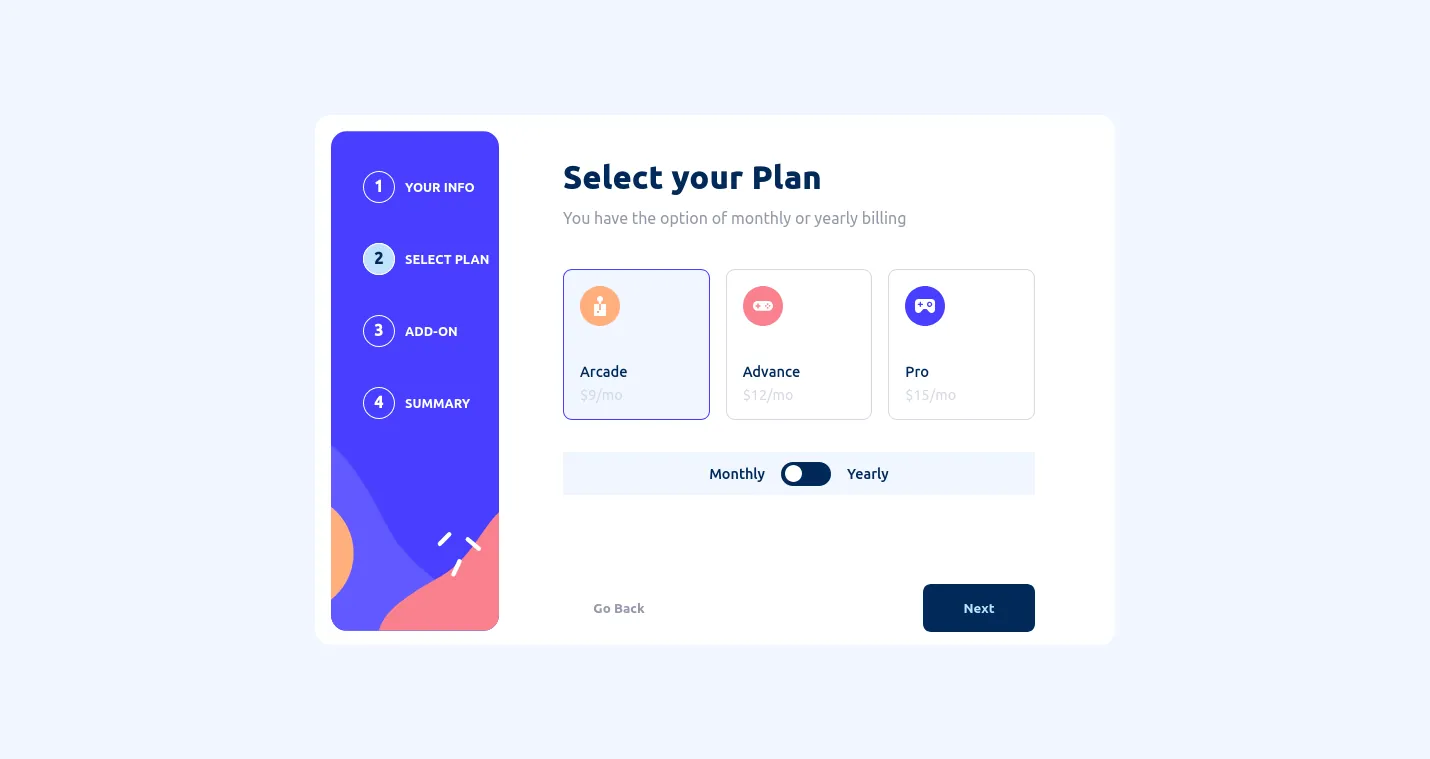 1 YOUR INFO
2 SELECT PLAN
3 ADD-ON
4 SUMMARY
Select your Plan
You have the option of monthly or yearly billing
Arcade
$9/mo
Advance
$12/mo
Pro
$15/mo
Monthly Yearly
Go Back Next